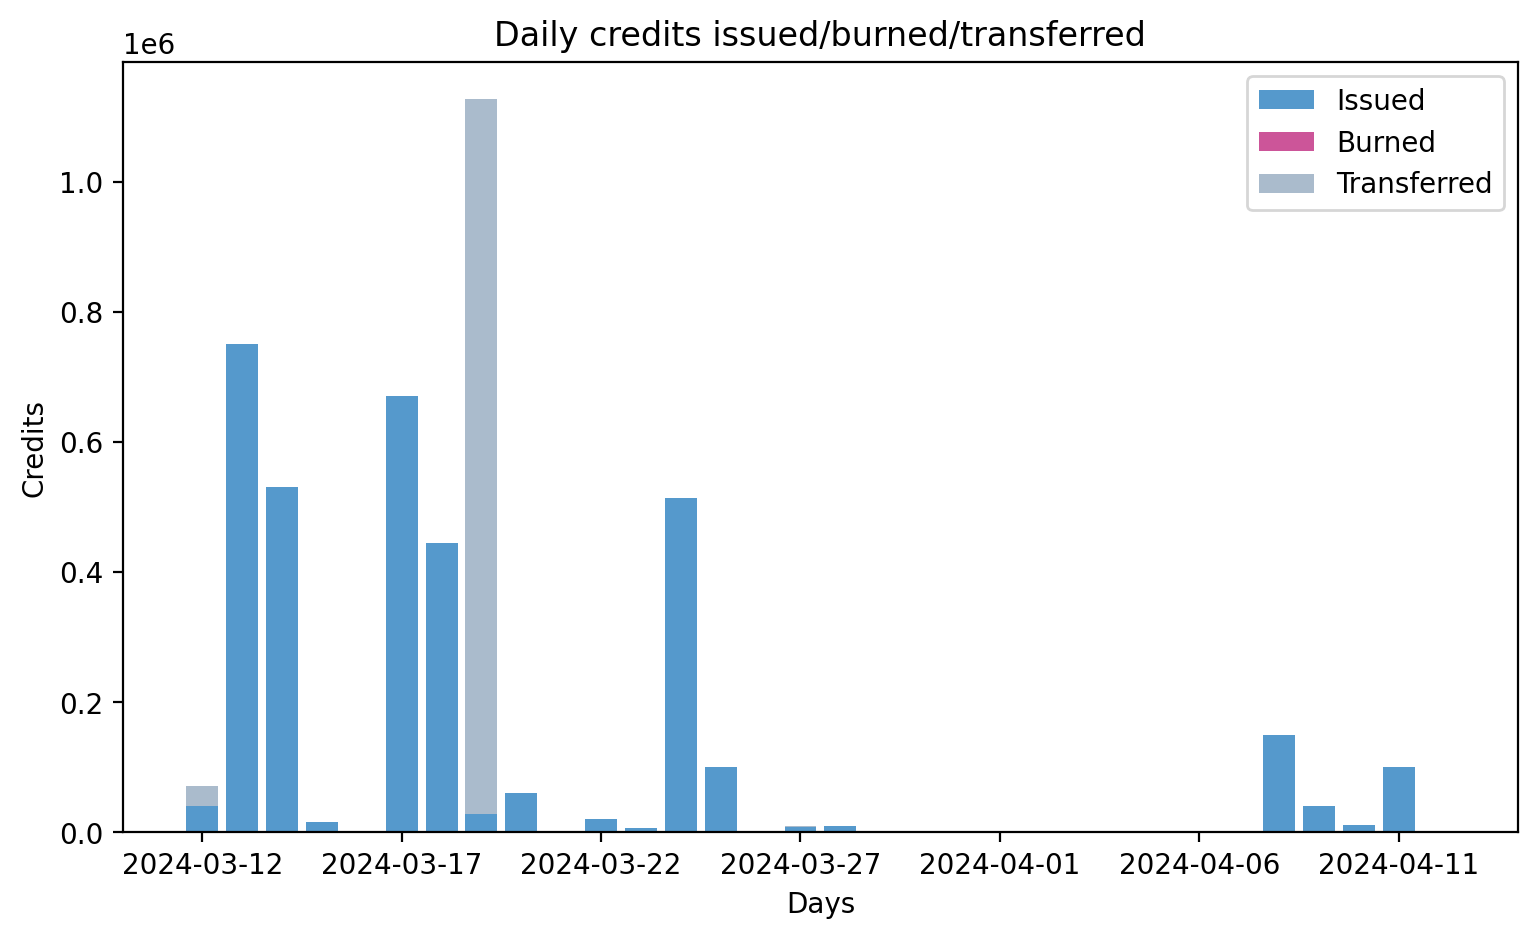 Daily credits issued/burned/transferred
1e6
Issued
Burned
Transferred
1.0
0.8
0.6
0.4
0.2
0.0
Credits
2024-03-12 2024-03-17 2024-03-22 2024-03-27 2024-04-01 2024-04-06 2024-04-11
Days